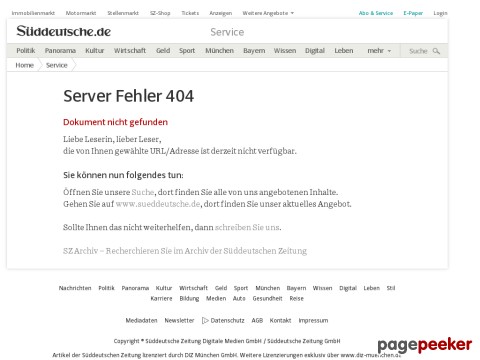 Immobilienmarkt Motormarkt Stellenmarkt SZ-Shop Tickets Anzeigen Weitere Angebote Abo & Service E-Paper Login
Süddeutsche.de Service
Politik Panorama Kultur Wirtschaft Geld Sport München Bayern Wissen Digital Leben mehr Suche
Home Service
Server Fehler 404
Dokument nicht gefunden
Liebe Leserin, lieber Leser,
die von Ihnen gewählte URL/Adresse ist derzeit nicht verfügbar.
Sie können nun folgendes tun:
Öffnen Sie unsere Suche, dort finden Sie alle von uns angebotenen Inhalte.
Gehen Sie auf www.sueddeutsche.de, dort finden Sie unser aktuelles Angebot.
Sollte Ihnen das nicht weiterhelfen, dann schreiben Sie uns.
SZ Archiv – Recherchieren Sie im Archiv der Süddeutschen Zeitung
Nachrichten Politik Panorama Kultur Wirtschaft Geld Sport München Bayern Wissen Digital Leben Stil
Karriere Bildung Medien Auto Gesundheit Reise
Mediadaten Newsletter Datenschutz AGB Kontakt Impressum
Copyright © Süddeutsche Zeitung Digitale Medien GmbH / Süddeutsche Zeitung GmbH
Artikel der Süddeutschen Zeitung lizenziert durch DIZ München GmbH. Weitere Lizenzierungen exklusiv über www.diz-muenchen.de
pagepeeker